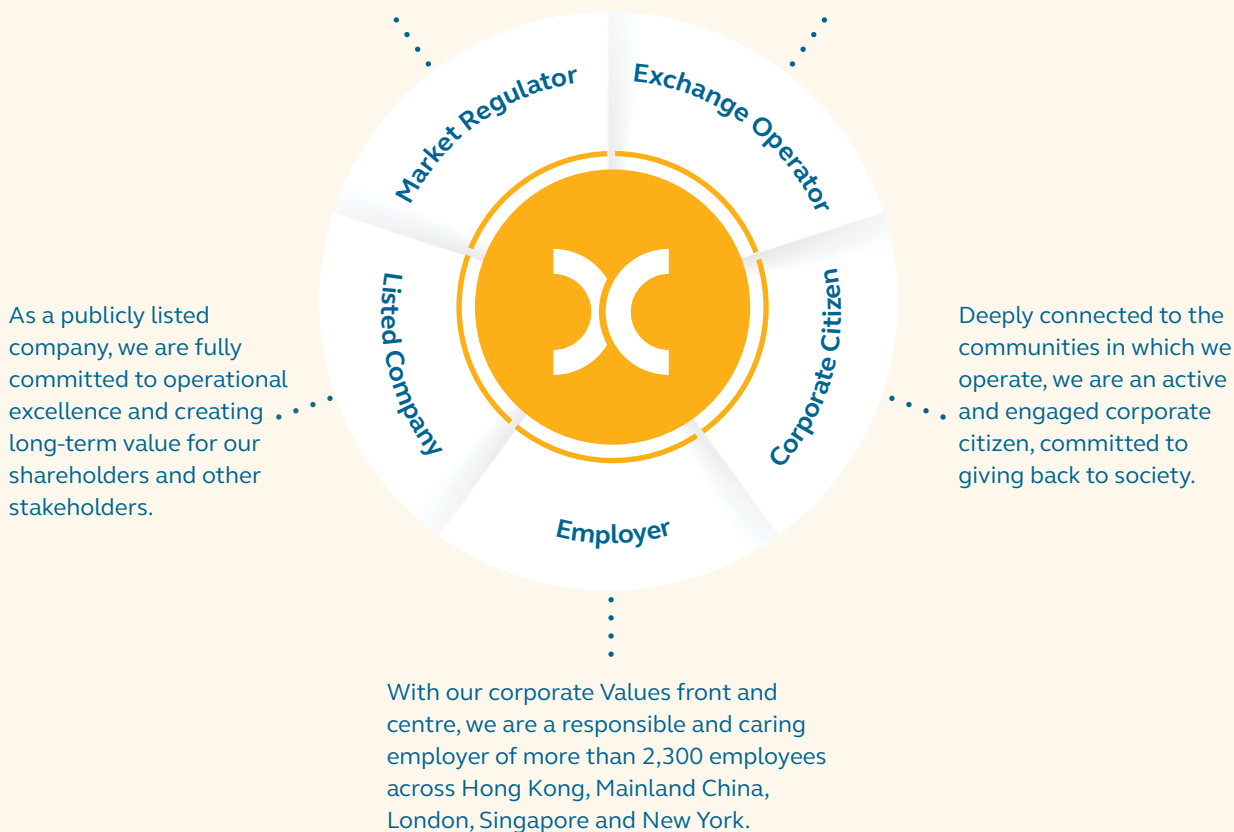 Market Regulator
Exchange Operator
Listed Company
Corporate Citizen
Employer
As a publicly listed
company, we are fully
committed to operational
excellence and creating
long-term value for our
shareholders and other
stakeholders.
Deeply connected to the
communities in which we
operate, we are an active
and engaged corporate
citizen, committed to
giving back to society.
With our corporate Values front and
centre, we are a responsible and caring
employer of more than 2,300 employees
across Hong Kong, Mainland China,
London, Singapore and New York.